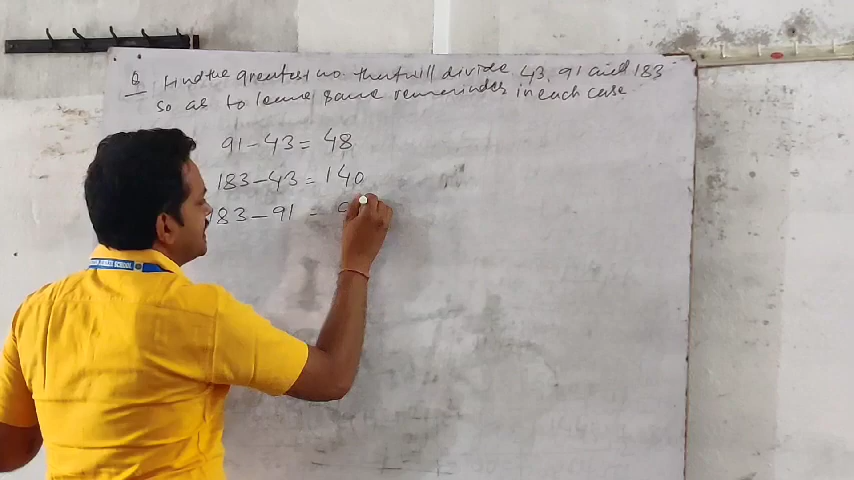 Q. Find the greatest no. that will divide 43, 91 and 183
so as to leave same remainder in each case
91 - 43 = 48
183 - 43 = 140
183 - 91 = 9